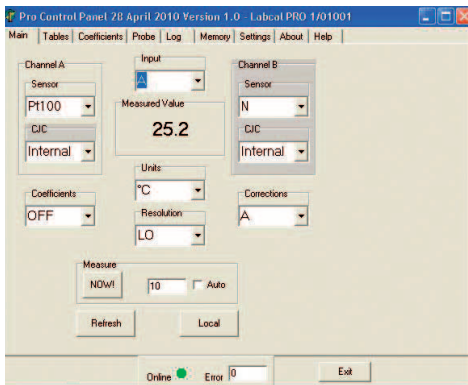 Pro Control Panel 28 April 2010 Version 1.0 - Labcal PRO 1/01001
Main Tables Coefficients Probe Log Memory Settings About Help
Channel A
Input
Channel B
Sensor
A
Sensor
Pt100
Measured Value
N
25.2
CJC
CJC
Internal
Internal
Units
°C
Coefficients
Resolution
Corrections
OFF
LO
A
Measure
NOW!
10
Auto
Refresh
Local
Online
Error
0
Exit